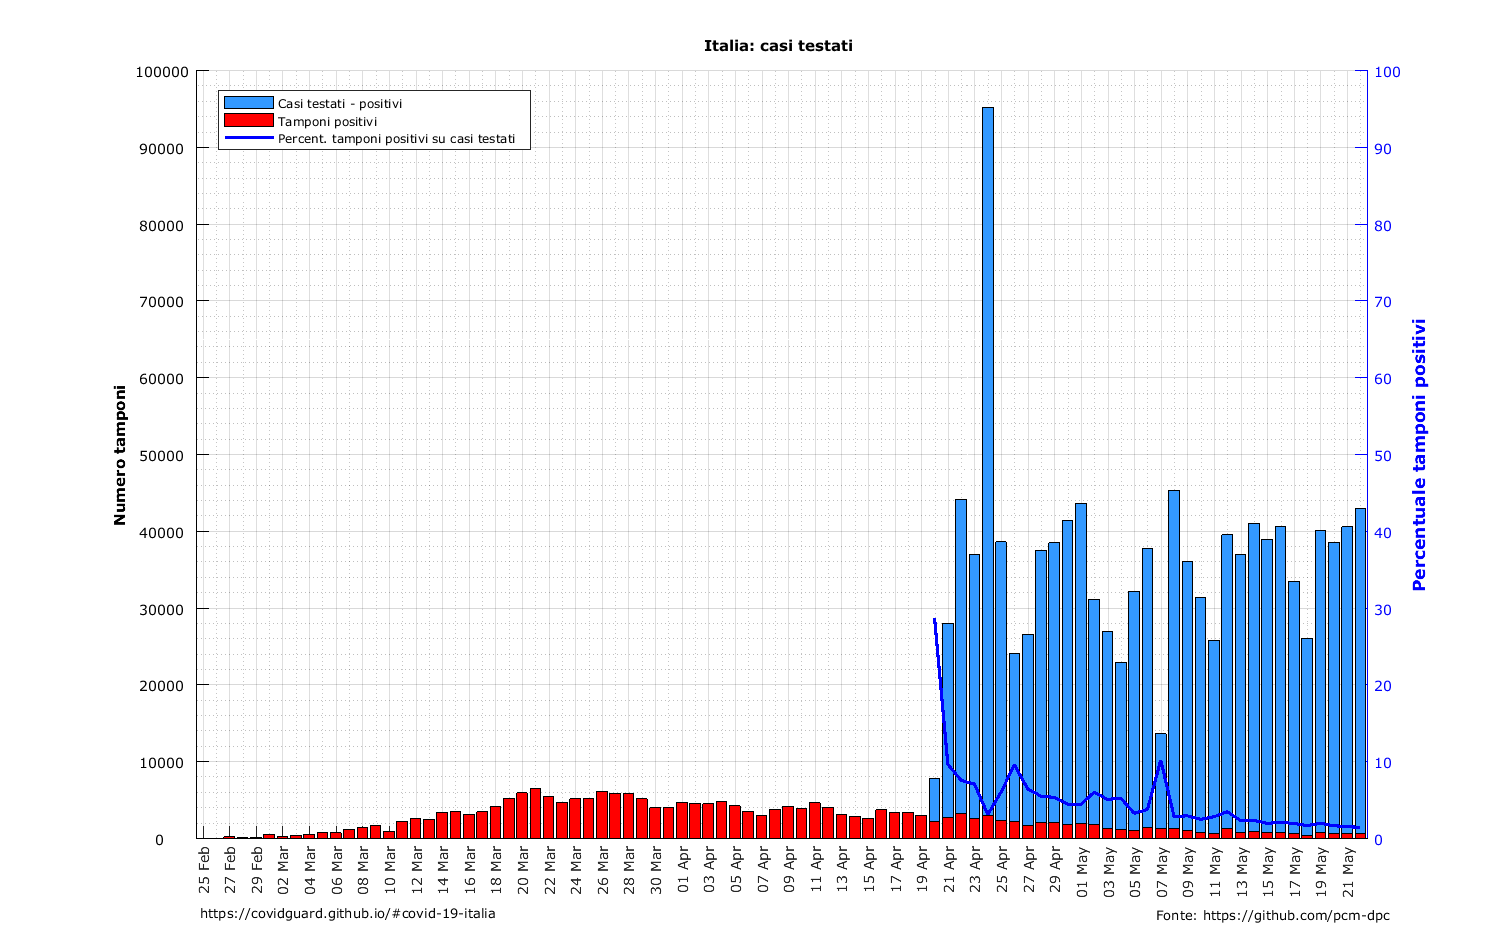 Italia: casi testati
Casi testati - positivi
Tamponi positivi
Percent. tamponi positivi su casi testati
Numero tamponi
100000
90000
80000
70000
60000
50000
40000
30000
20000
10000
0
Percentuale tamponi positivi
100
90
80
70
60
50
40
30
20
10
0
25 Feb
27 Feb
29 Feb
02 Mar
04 Mar
06 Mar
08 Mar
10 Mar
12 Mar
14 Mar
16 Mar
18 Mar
20 Mar
22 Mar
24 Mar
26 Mar
28 Mar
30 Mar
01 Apr
03 Apr
05 Apr
07 Apr
09 Apr
11 Apr
13 Apr
15 Apr
17 Apr
19 Apr
21 Apr
23 Apr
25 Apr
27 Apr
29 Apr
01 May
03 May
05 May
07 May
09 May
11 May
13 May
15 May
17 May
19 May
21 May
https://covidguard.github.io/#covid-19-italia
Fonte: https://github.com/pcm-dpc